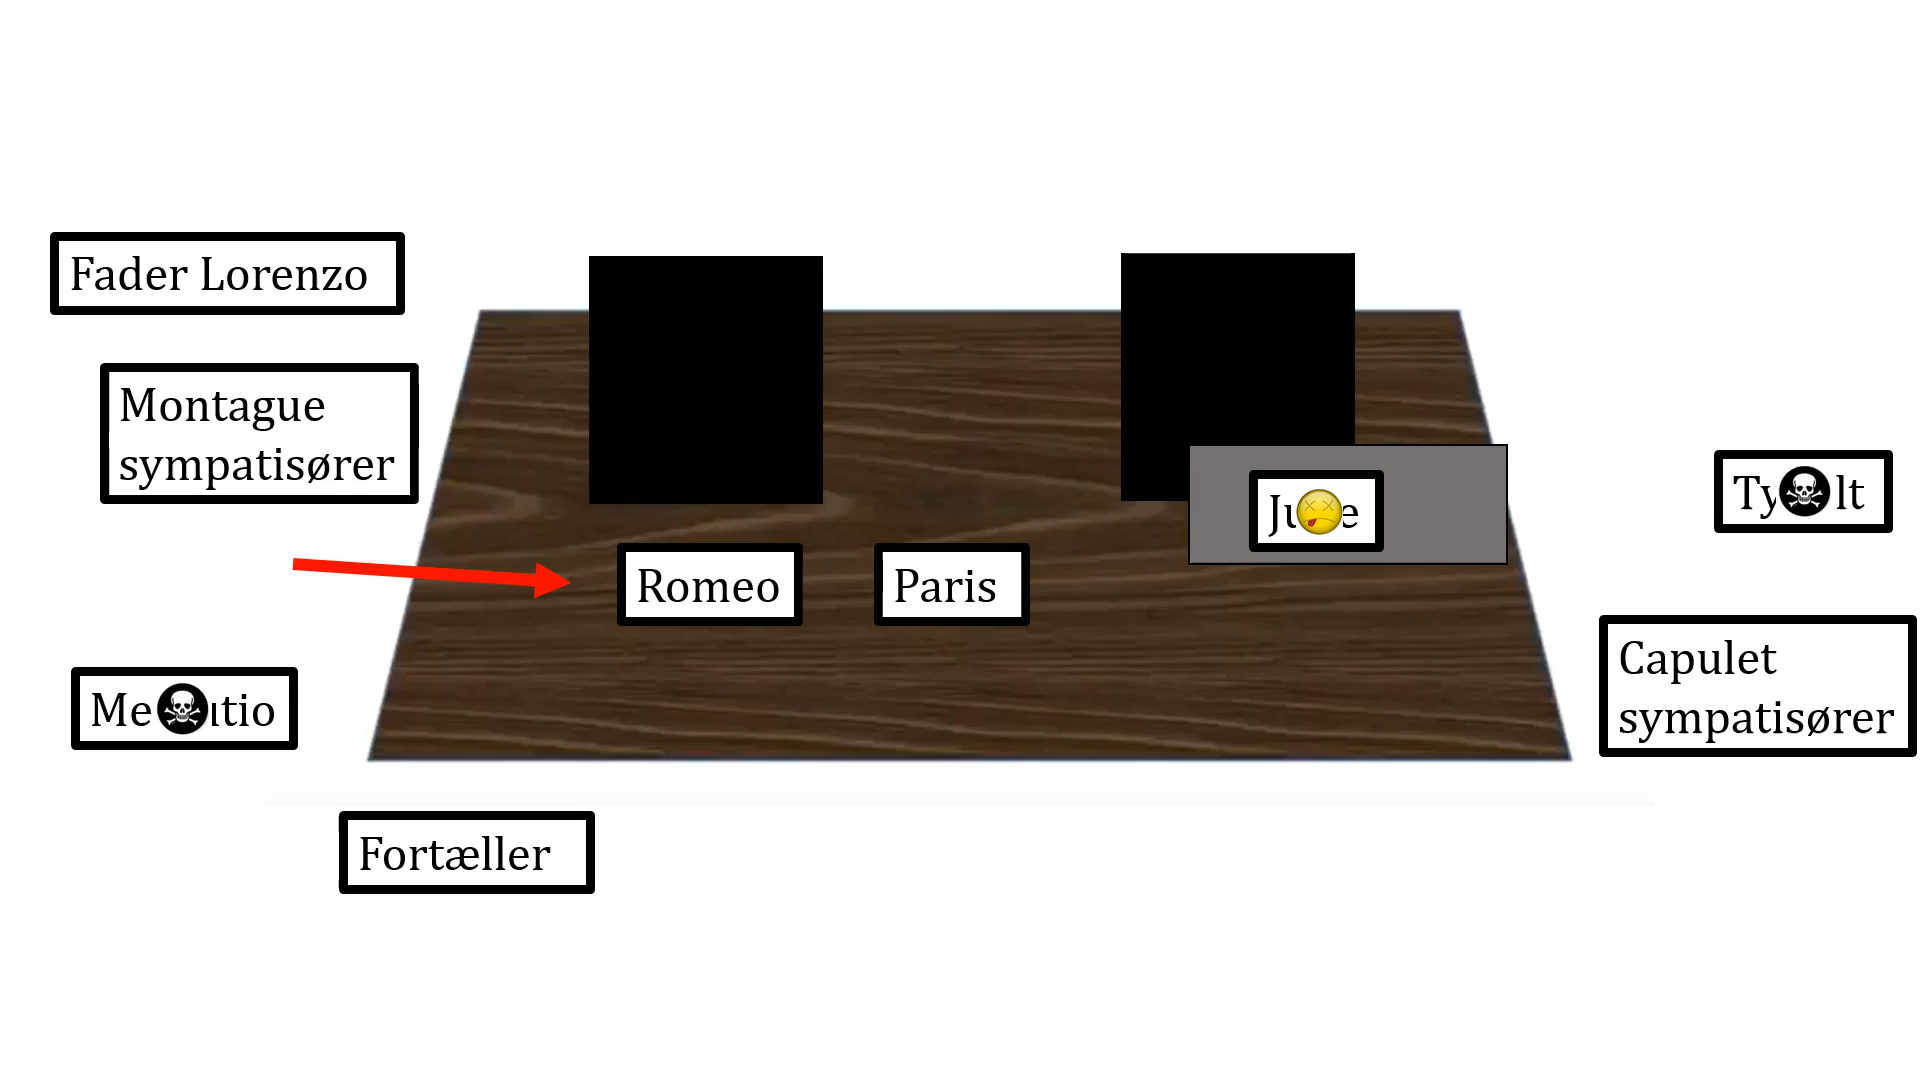 Fader Lorenzo
Montague
sympatisører
Romeo
Paris
Capulet
sympatisører
Fortæller